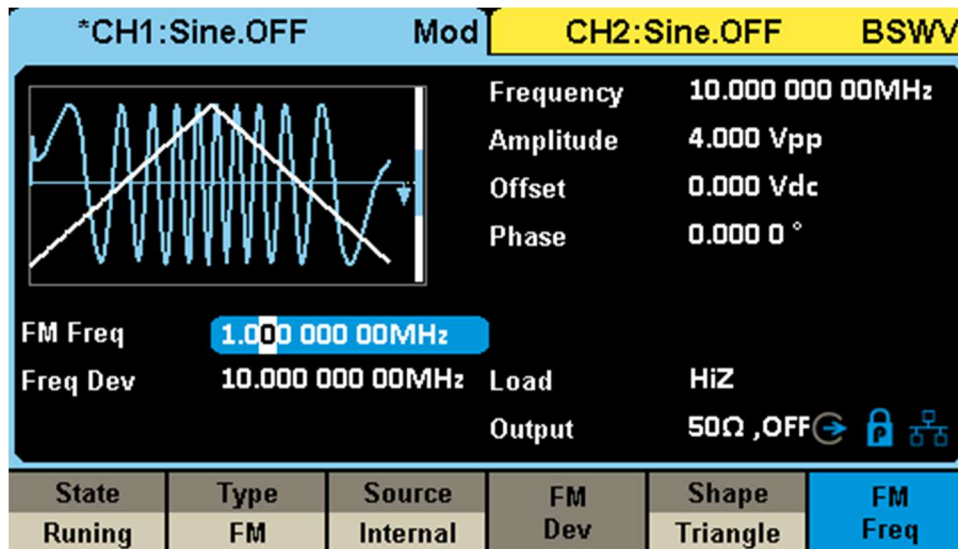 *CH1:Sine.OFF Mod CH2:Sine.OFF BSWV
Frequency 10.000 000 00MHz
Amplitude 4.000 Vpp
Offset 0.000 Vdc
Phase 0.000 0 °
FM Freq 1.000 000 00MHz
Freq Dev 10.000 000 00MHz Load HiZ
Output 50Ω ,OFF P
State Type Source FM Dev Shape FM Freq
Runing FM Internal Triangle